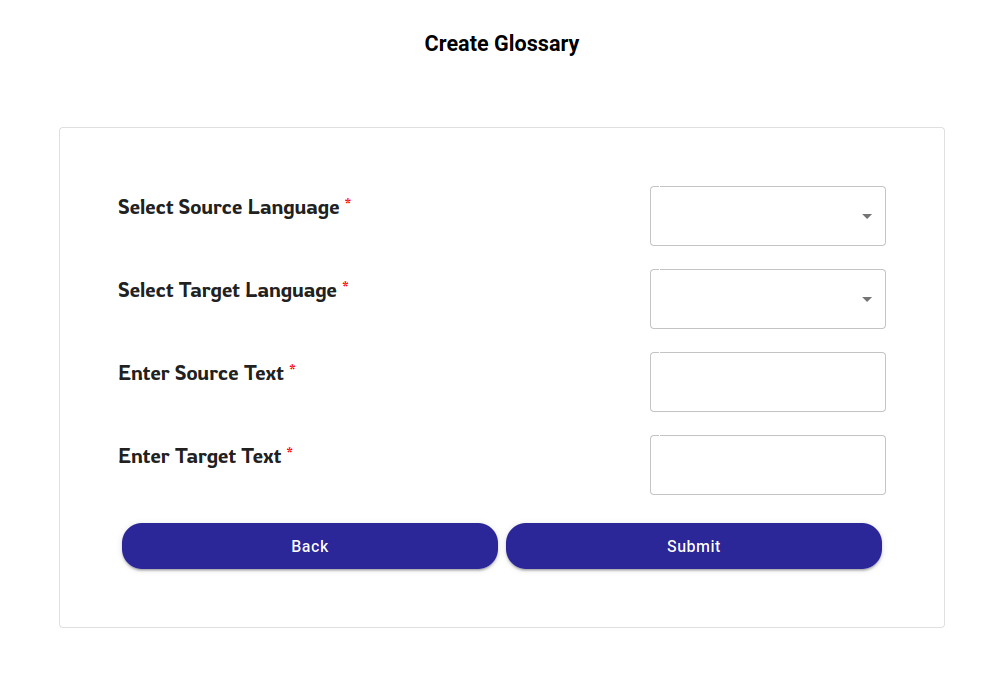 Create Glossary
Select Source Language *
Select Target Language *
Enter Source Text *
Enter Target Text *
Back
Submit